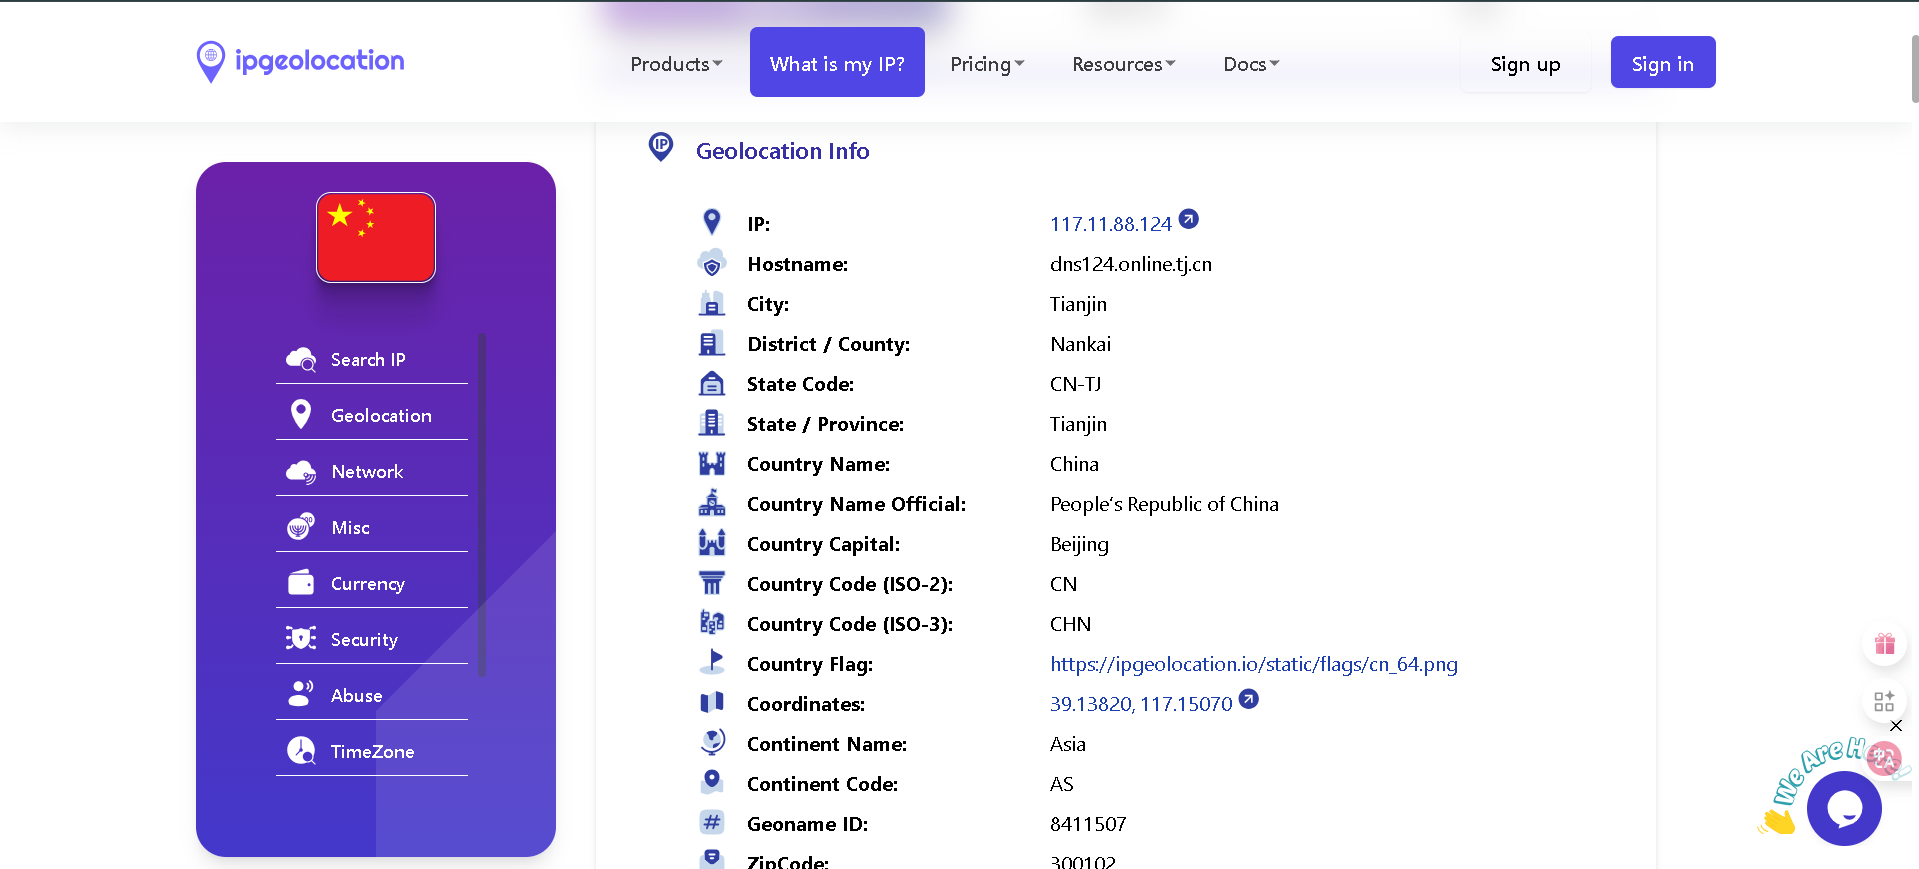 ipgeolocation
Products
What is my IP?
Pricing
Resources
Docs
Sign up
Sign in
Search IP
Geolocation
Network
Misc
Currency
Security
Abuse
TimeZone
IP Geolocation Info
IP: 117.11.88.124
Hostname: dns124.online.tj.cn
City: Tianjin
District / County: Nankai
State Code: CN-TJ
State / Province: Tianjin
Country Name: China
Country Name Official: People’s Republic of China
Country Capital: Beijing
Country Code (ISO-2): CN
Country Code (ISO-3): CHN
Country Flag: https://ipgeolocation.io/static/flags/cn_64.png
Coordinates: 39.13820, 117.15070
Continent Name: Asia
Continent Code: AS
Geoname ID: 8411507
ZipCode: 300102
We Are